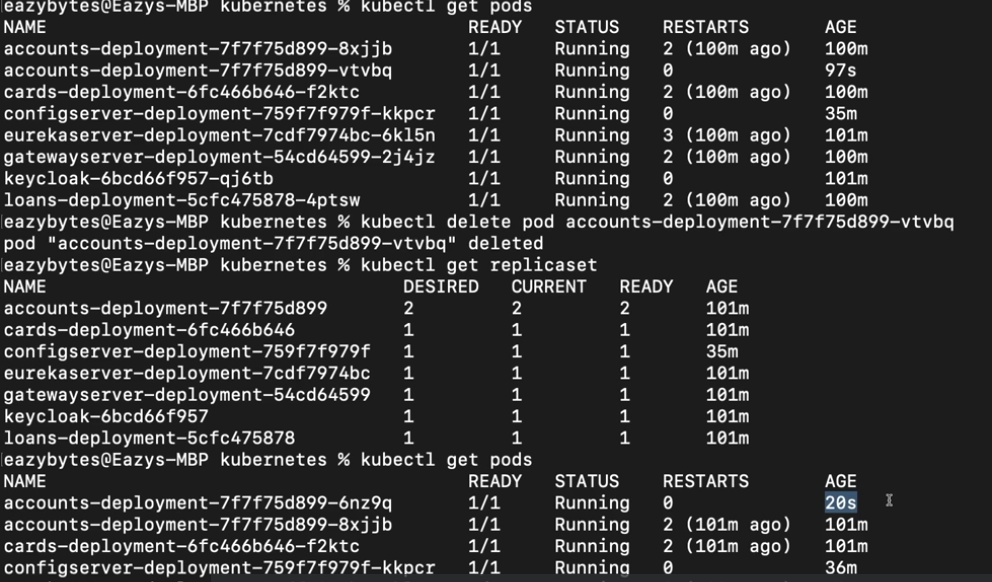 eazybytes@Eazys-MBP kubernetes % kubectl get pods
NAME READY STATUS RESTARTS AGE
accounts-deployment-7f7f75d899-8xjjb 1/1 Running 2 (100m ago) 100m
accounts-deployment-7f7f75d899-vtvbq 1/1 Running 0 97s
cards-deployment-6fc466b646-f2ktc 1/1 Running 2 (100m ago) 100m
configserver-deployment-759f7f979f-kkpcr 1/1 Running 0 35m
eurekaserver-deployment-7cdf7974bc-6kl5n 1/1 Running 3 (100m ago) 101m
gatewayserver-deployment-54cd64599-2j4jz 1/1 Running 2 (100m ago) 100m
keycloak-6bcd66f957-qj6tb 1/1 Running 0 101m
loans-deployment-5cfc475878-4ptsw 1/1 Running 2 (100m ago) 100m
eazybytes@Eazys-MBP kubernetes % kubectl delete pod accounts-deployment-7f7f75d899-vtvbq
pod "accounts-deployment-7f7f75d899-vtvbq" deleted
eazybytes@Eazys-MBP kubernetes % kubectl get replicaset
NAME DESIRED CURRENT READY AGE
accounts-deployment-7f7f75d899 2 2 2 101m
cards-deployment-6fc466b646 1 1 1 101m
configserver-deployment-759f7f979f 1 1 1 35m
eurekaserver-deployment-7cdf7974bc 1 1 1 101m
gatewayserver-deployment-54cd64599 1 1 1 101m
keycloak-6bcd66f957 1 1 1 101m
loans-deployment-5cfc475878 1 1 1 101m
eazybytes@Eazys-MBP kubernetes % kubectl get pods
NAME READY STATUS RESTARTS AGE
accounts-deployment-7f7f75d899-6nz9q 1/1 Running 0 20s
accounts-deployment-7f7f75d899-8xjjb 1/1 Running 2 (101m ago) 101m
cards-deployment-6fc466b646-f2ktc 1/1 Running 2 (101m ago) 101m
configserver-deployment-759f7f979f-kkpcr 1/1 Running 0 36m